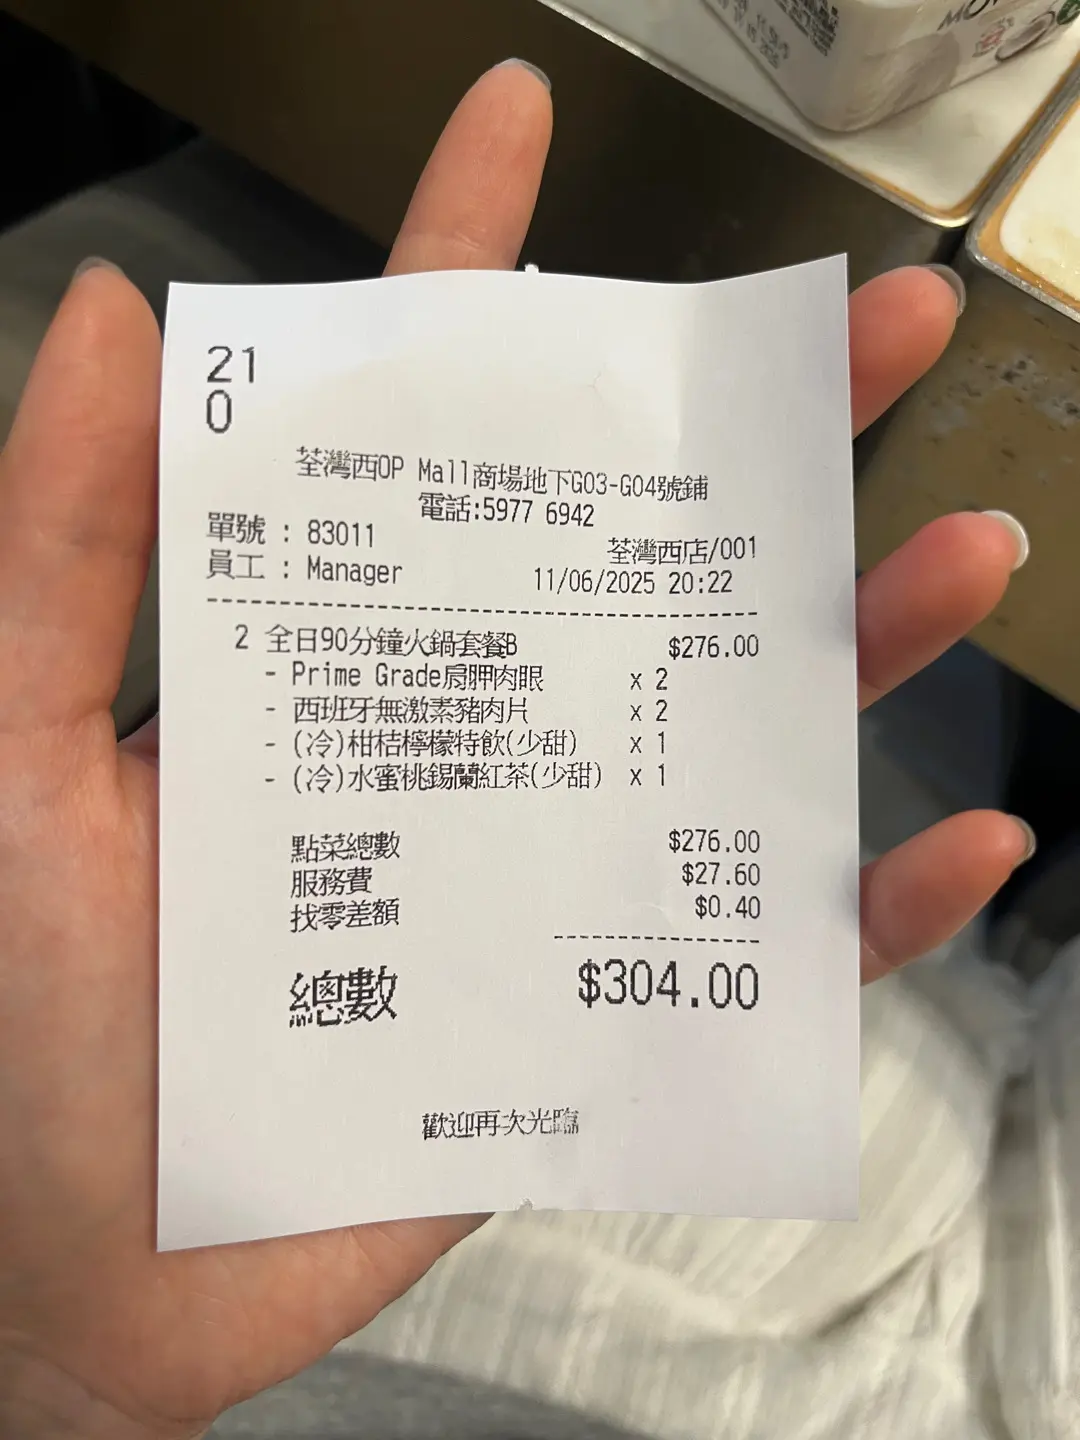 MO
21
0
荃灣西OP Mall商場地下G03-G04號鋪
電話:5977 6942
單號 : 83011
荃灣西店/001
員工 : Manager
11/06/2025 20:22
2 全日90分鐘火鍋套餐B $276.00
- Prime Grade肩胛肉眼 x 2
- 西班牙無激素豬肉片 x 2
- (冷)柑桔檸檬特飲(少甜) x 1
- (冷)水蜜桃錫蘭紅茶(少甜) x 1
點菜總數 $276.00
服務費 $27.60
找零差額 $0.40
總數 $304.00
歡迎再次光臨